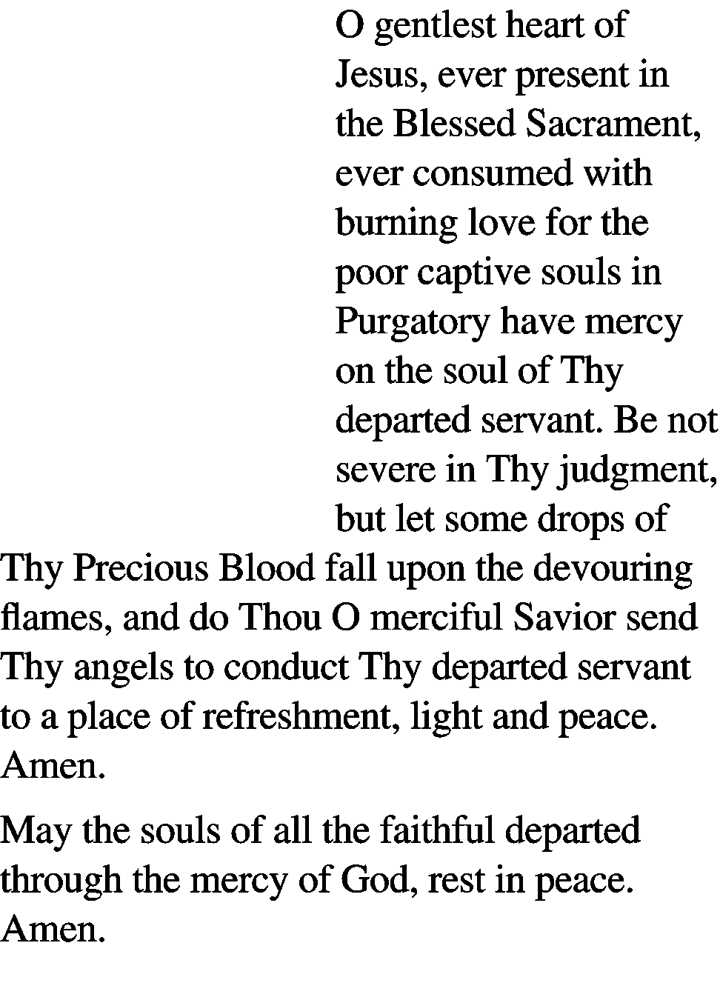 O gentlest heart of
Jesus, ever present in
the Blessed Sacrament,
ever consumed with
burning love for the
poor captive souls in
Purgatory have mercy
on the soul of Thy
departed servant. Be not
severe in Thy judgment,
but let some drops of
Thy Precious Blood fall upon the devouring
flames, and do Thou O merciful Savior send
Thy angels to conduct Thy departed servant
to a place of refreshment, light and peace.
Amen.
May the souls of all the faithful departed
through the mercy of God, rest in peace.
Amen.